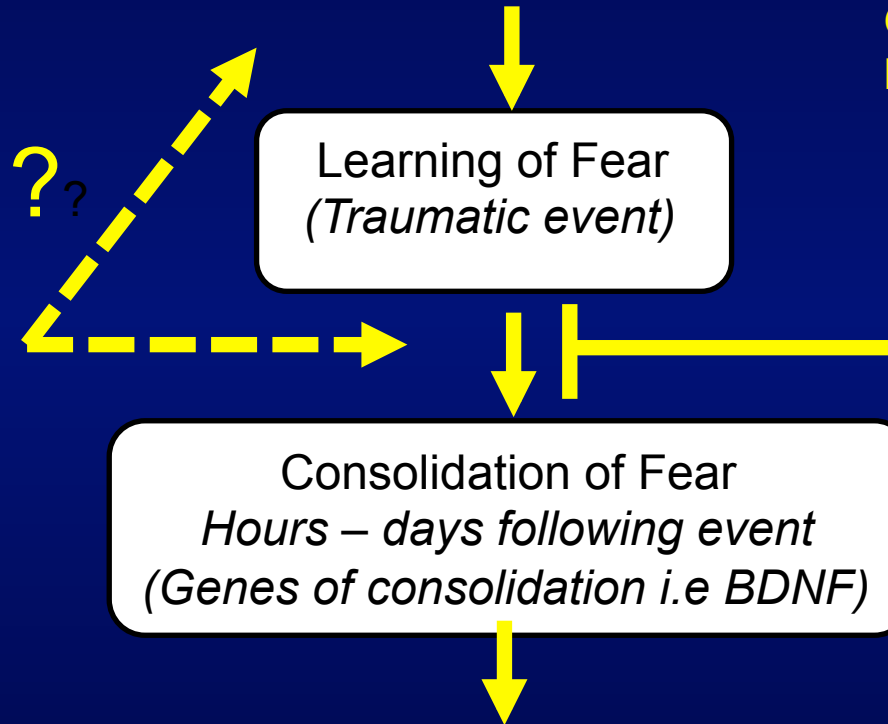 Learning of Fear
(Traumatic event)
? ?
Consolidation of Fear
Hours – days following event
(Genes of consolidation i.e BDNF)